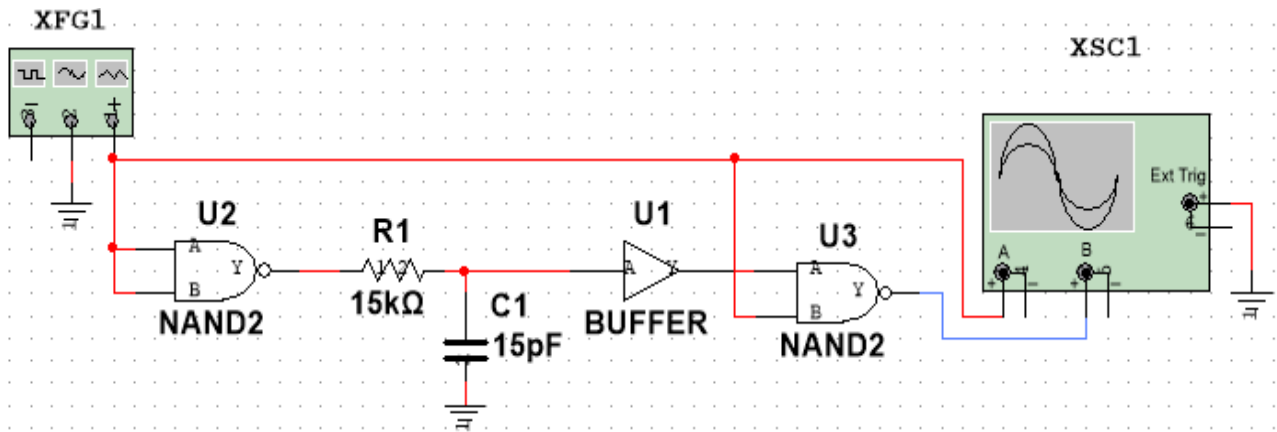 XFG1
XSC1
Ext Trig
U2
R1
U1
U3
A
B
A
Y
B
A
Y
A
Y
B
15kΩ
C1
NAND2
15pF
BUFFER
NAND2